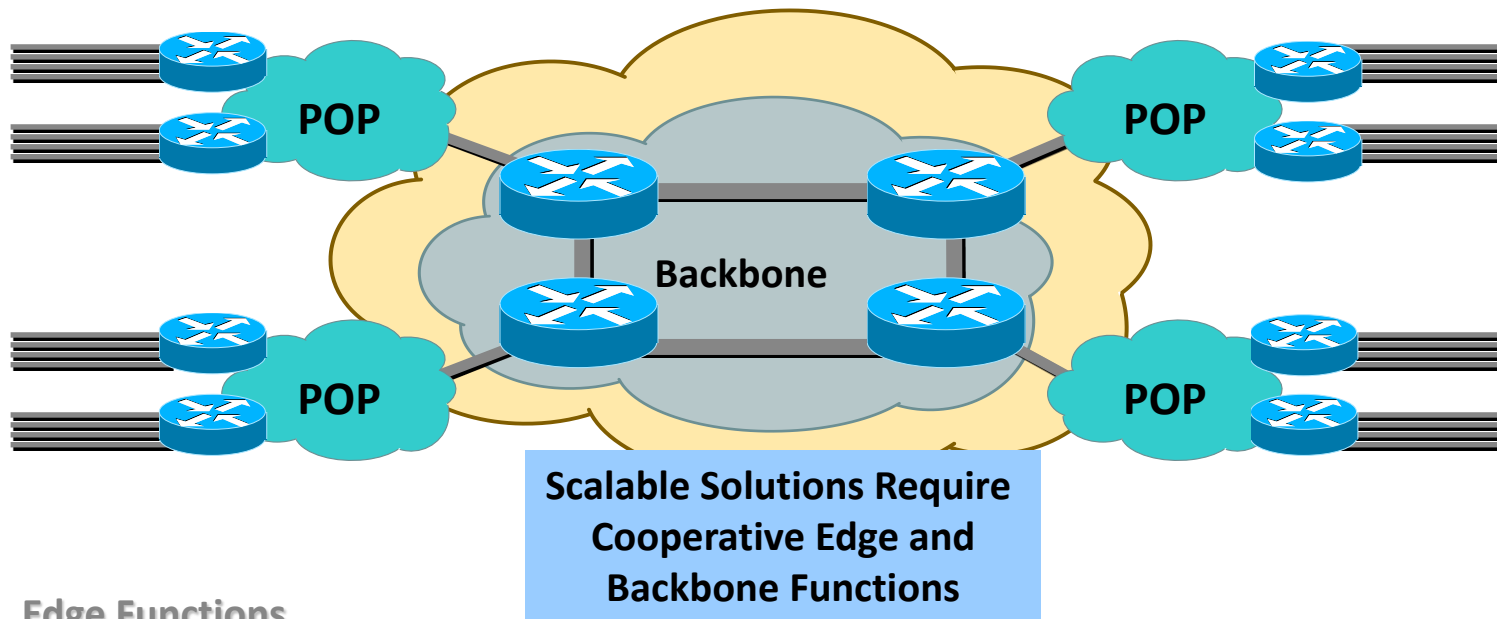 POP
POP
Backbone
POP
POP
Scalable Solutions Require
Cooperative Edge and
Backbone Functions
Edge Functions